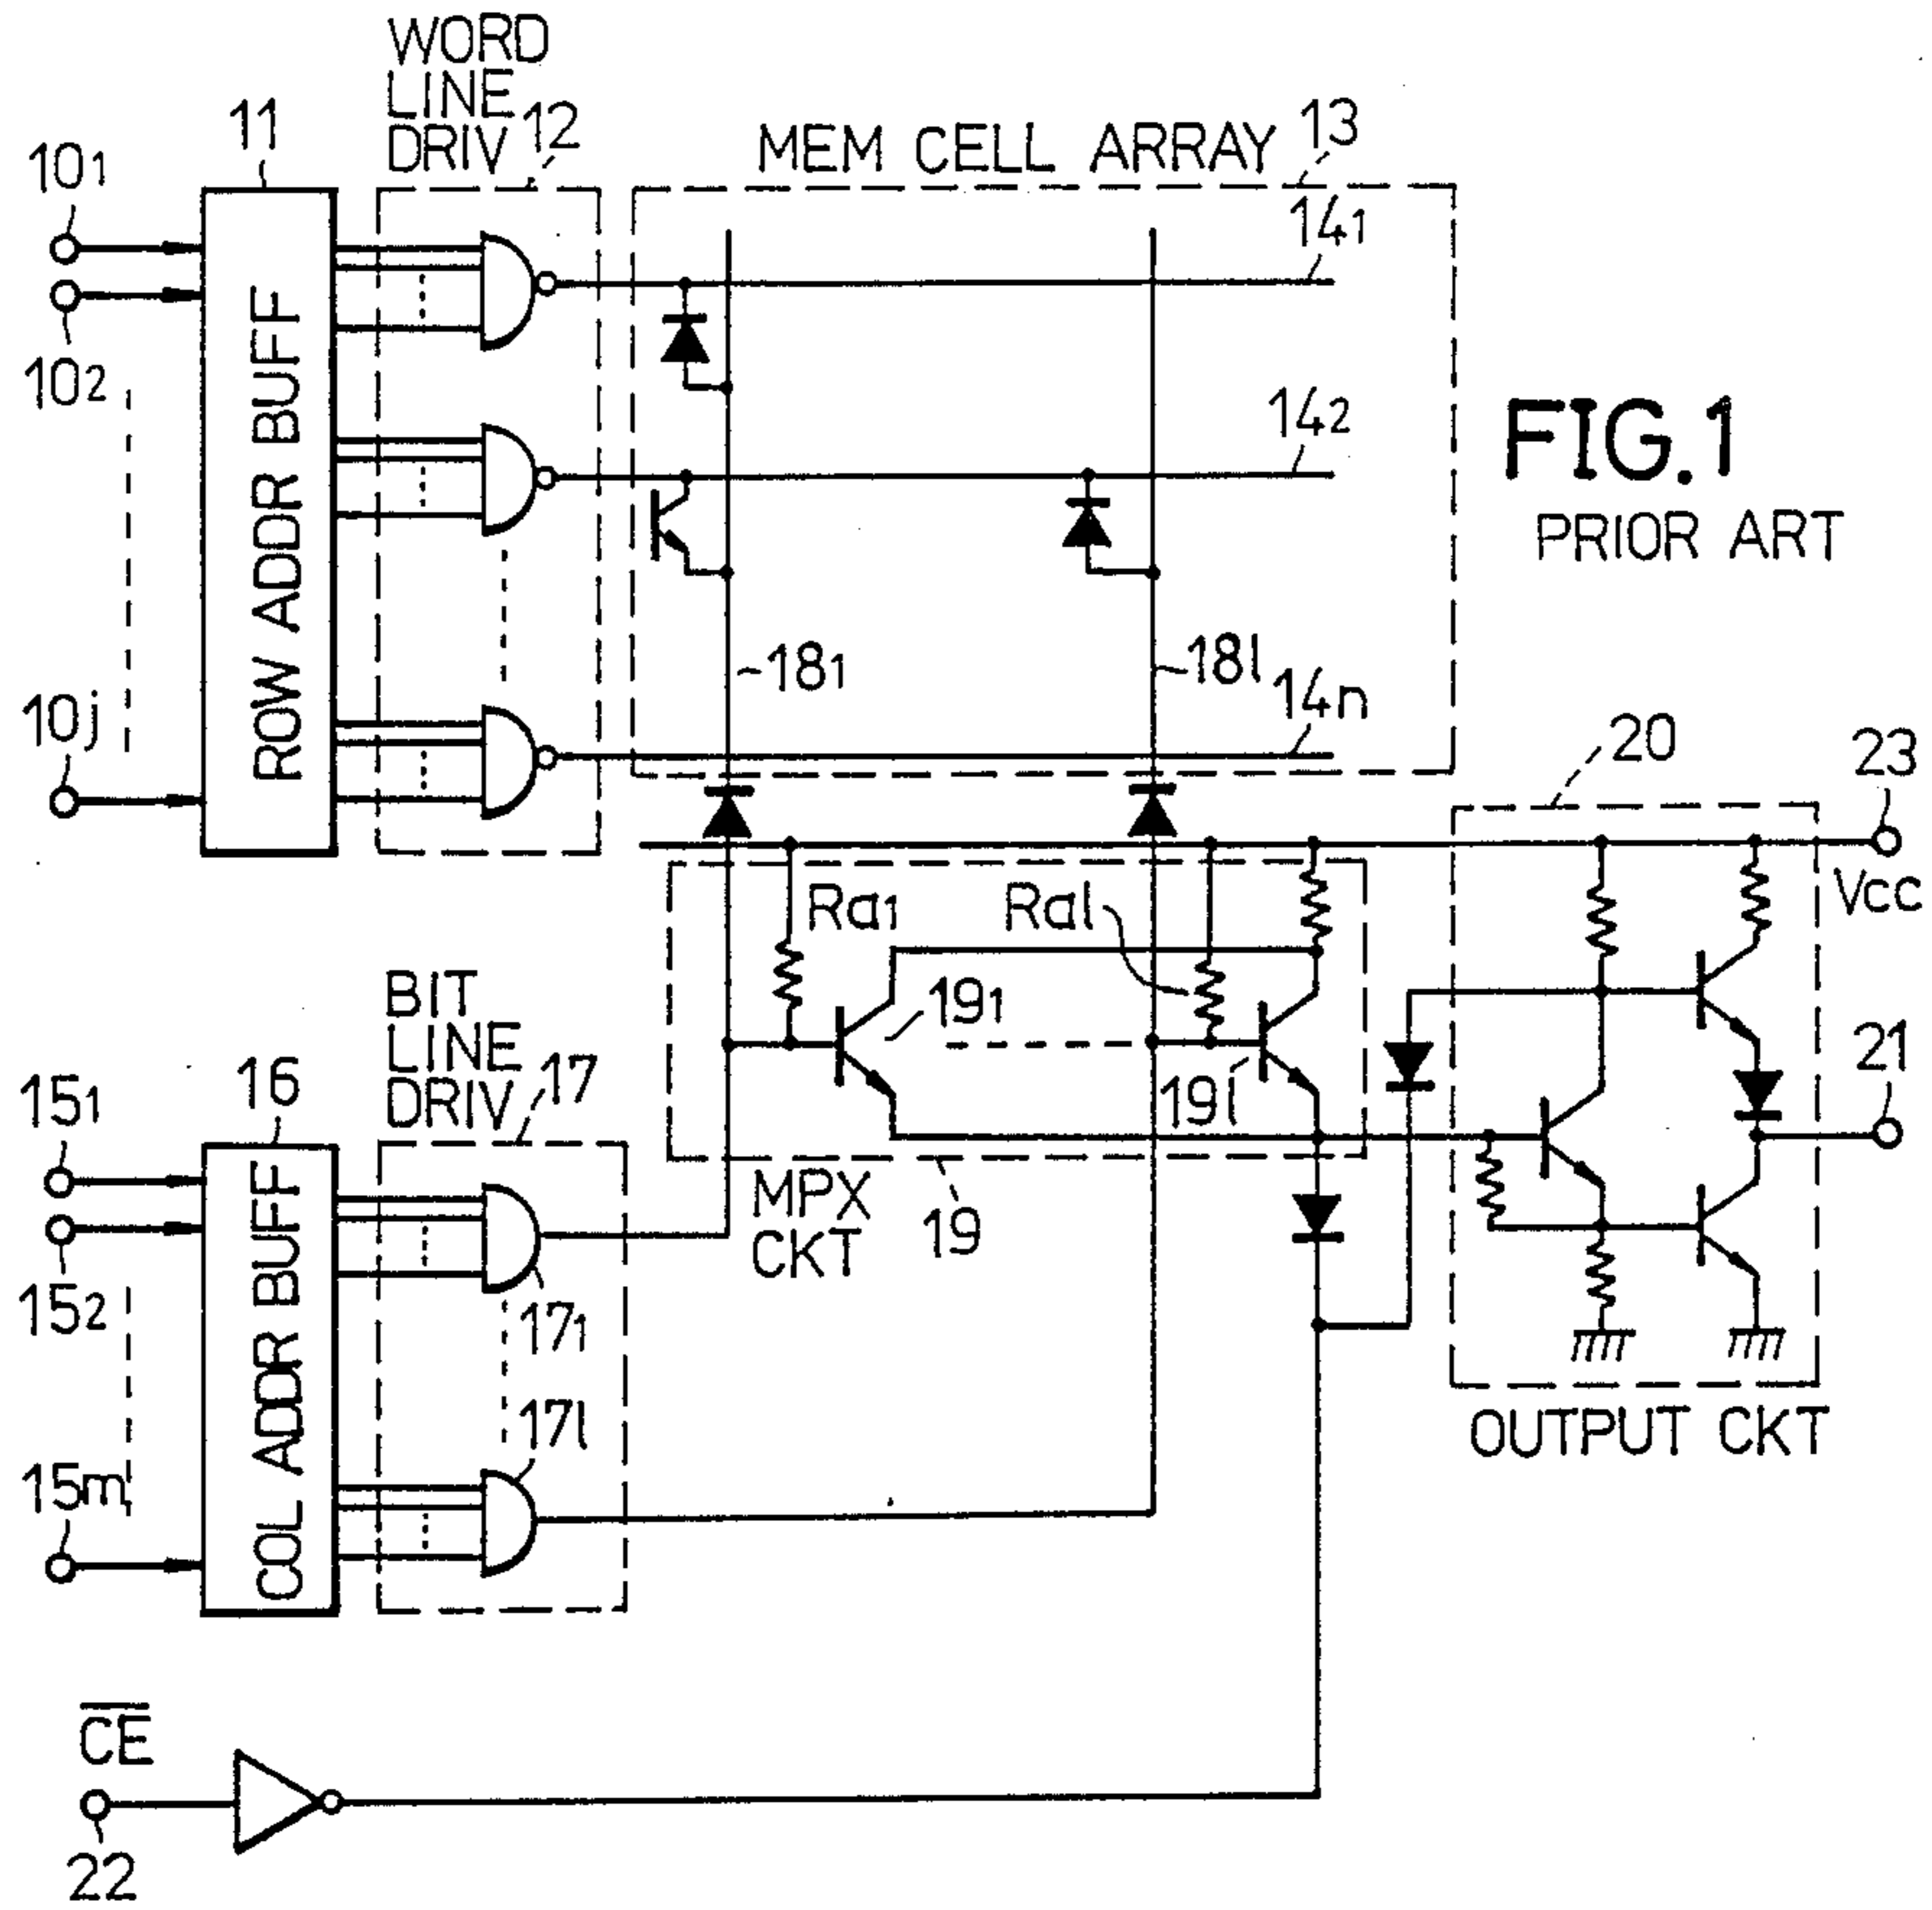 WORD
LINE
DRIV 12
11
MEM CELL ARRAY 13
101
102
10j
ROW ADDR BUFF
141
142
14n
181
18l
FIG.1
PRIOR ART
20
23
Vcc
Ra1
Ral
191
19l
21
MPX
CKT
19
BIT
LINE
DRIV 17
16
151
152
15m
COL ADDR BUFF
171
17l
OUTPUT CKT
CE
22